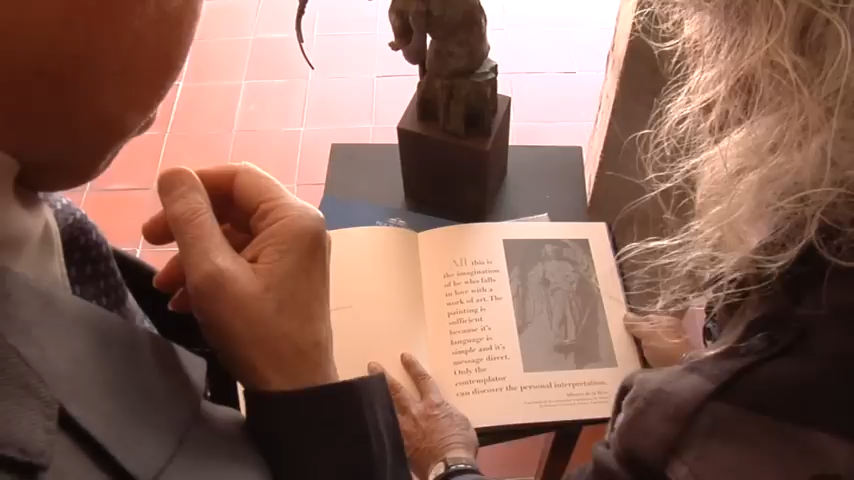 All this is
the imagination
of he who falls
in love with a
work of art. The
painting is
sufficient
because it's
language is
simple and it's
message direct.
Only the
contemplator
can discover the personal interpretation.